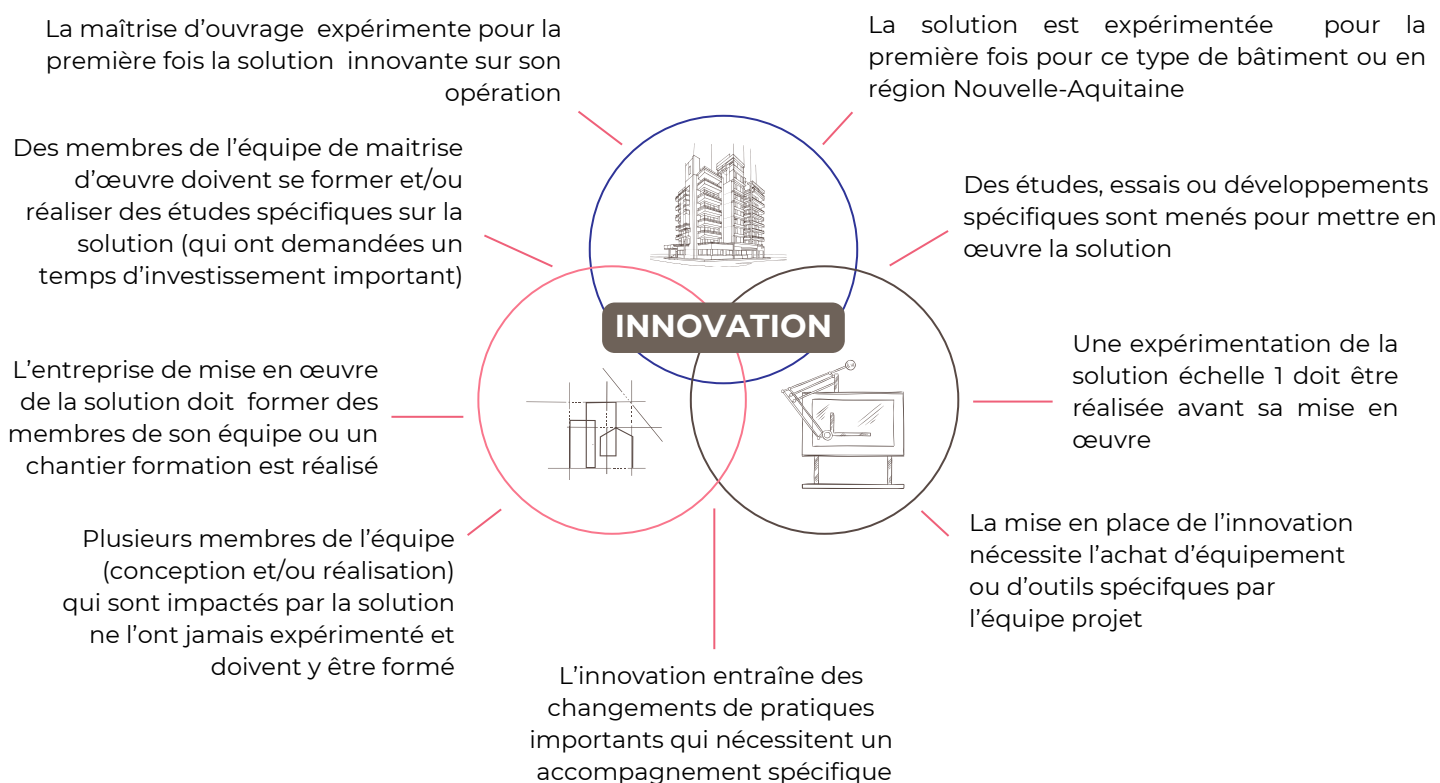 La maîtrise d'ouvrage expérimente pour la
première fois la solution innovante sur son
opération
La solution est expérimentée pour la
première fois pour ce type de bâtiment ou en
région Nouvelle-Aquitaine
Des membres de l'équipe de maitrise
d'œuvre doivent se former et/ou
réaliser des études spécifiques sur la
solution (qui ont demandées un
temps d'investissement important)
Des études, essais ou développements
spécifiques sont menés pour mettre en
œuvre la solution
INNOVATION
L'entreprise de mise en œuvre
de la solution doit former des
membres de son équipe ou un
chantier formation est réalisé
Une expérimentation de la
solution échelle 1 doit être
réalisée avant sa mise en
œuvre
Plusieurs membres de l'équipe
(conception et/ou réalisation)
qui sont impactés par la solution
ne l'ont jamais expérimenté et
doivent y être formé
La mise en place de l'innovation
nécessite l'achat d'équipement
ou d'outils spécifques par
l'équipe projet
L'innovation entraîne des
changements de pratiques
importants qui nécessitent un
accompagnement spécifique